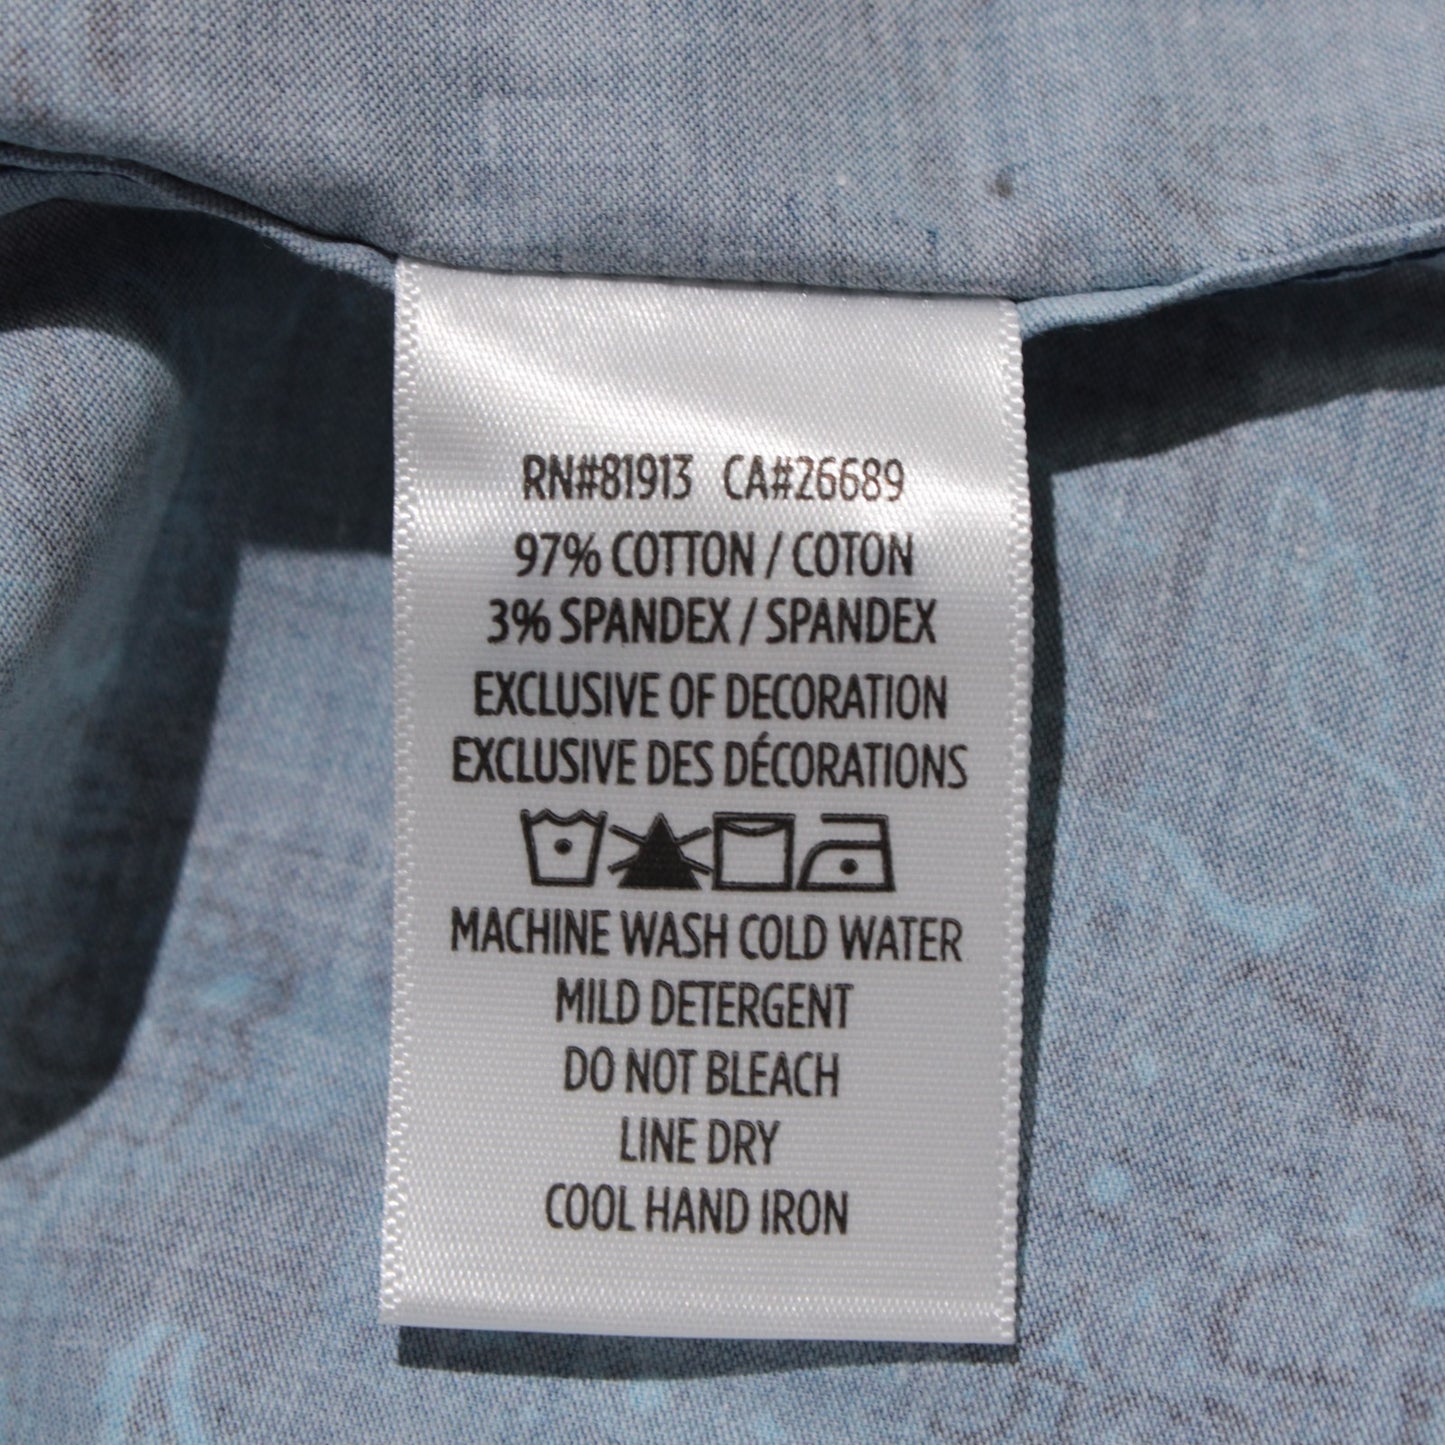 RN#81913 CA#26689
97% COTTON / COTON
3% SPANDEX / SPANDEX
EXCLUSIVE OF DECORATION
EXCLUSIVE DES DÉCORATIONS
MACHINE WASH COLD WATER
MILD DETERGENT
DO NOT BLEACH
LINE DRY
COOL HAND IRON